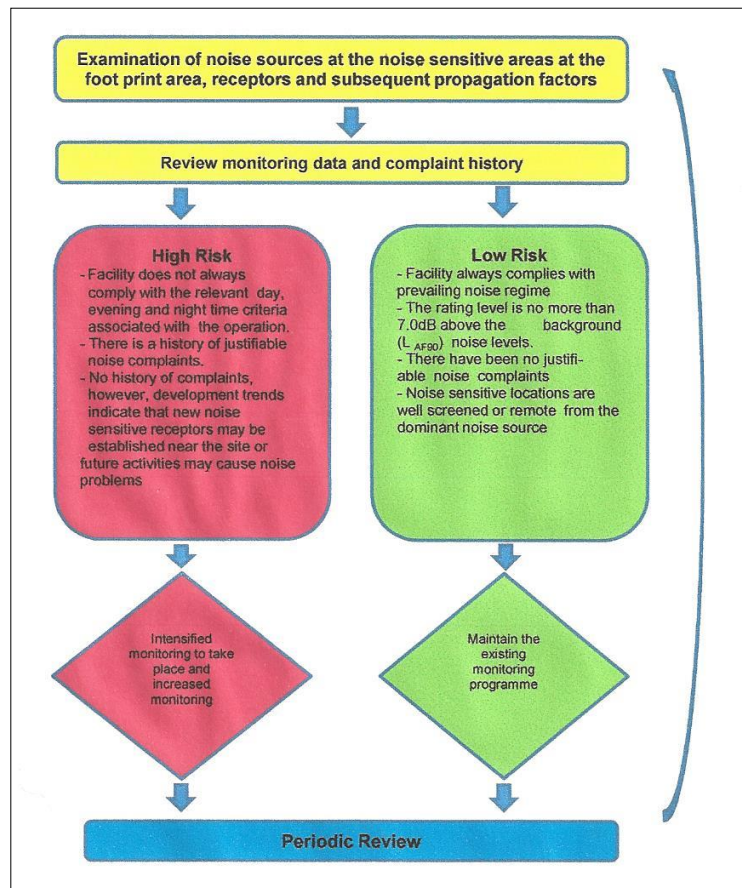 Examination of noise sources at the noise sensitive areas at the
foot print area, receptors and subsequent propagation factors
Review monitoring data and complaint history
High Risk
- Facility does not always
comply with the relevant day,
evening and night time criteria
associated with the operation.
- There is a history of justifiable
noise complaints.
- No history of complaints,
however, development trends
indicate that new noise
sensitive receptors may be
established near the site or
future activities may cause noise
problems
Low Risk
- Facility always complies with
prevailing noise regime
- The rating level is no more than
7.0dB above the background
(L AF90) noise levels.
- There have been no justifi-
able noise complaints
- Noise sensitive locations are
well screened or remote from the
dominant noise source
Intensified
monitoring to take
place and
increased
monitoring
Maintain the
existing
monitoring
programme
Periodic Review